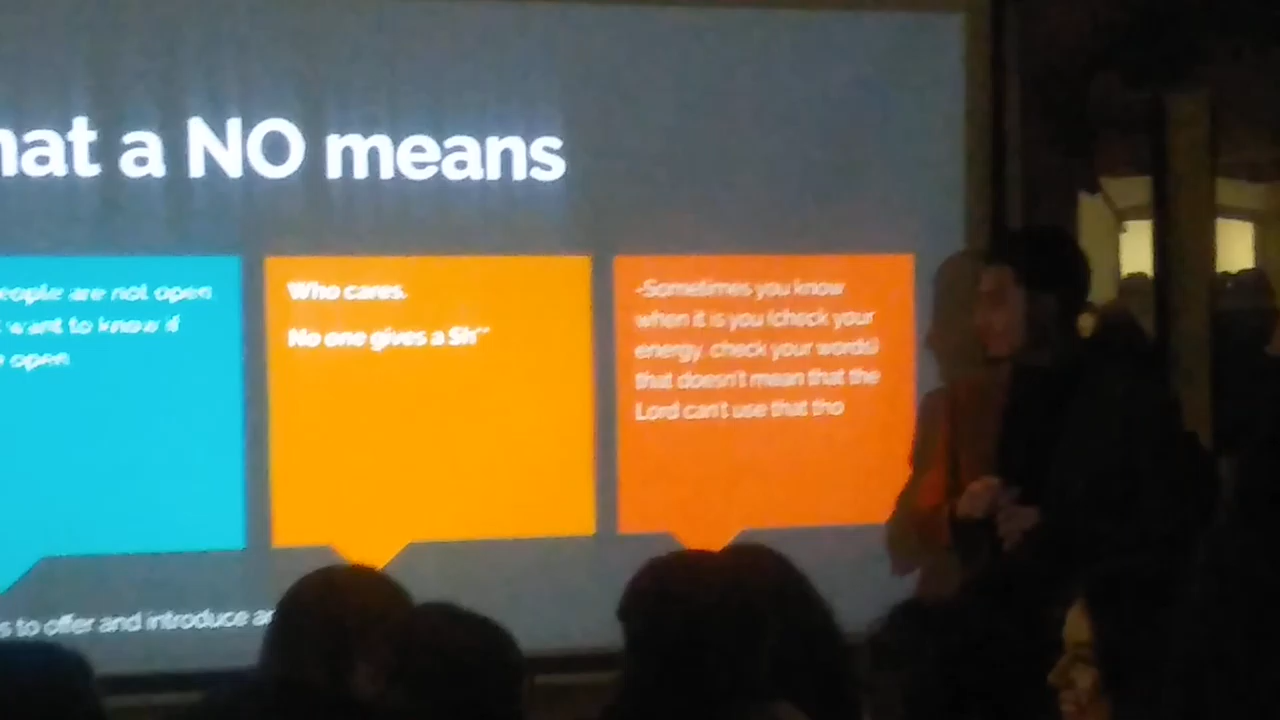 hat a NO means
eople are not open
want to know if
open
Who cares.
No one gives a Sh**
-Sometimes you know
when it is you (check your
energy, check your words)
that doesn't mean that the
Lord can't use that tho
s to offer and introduce